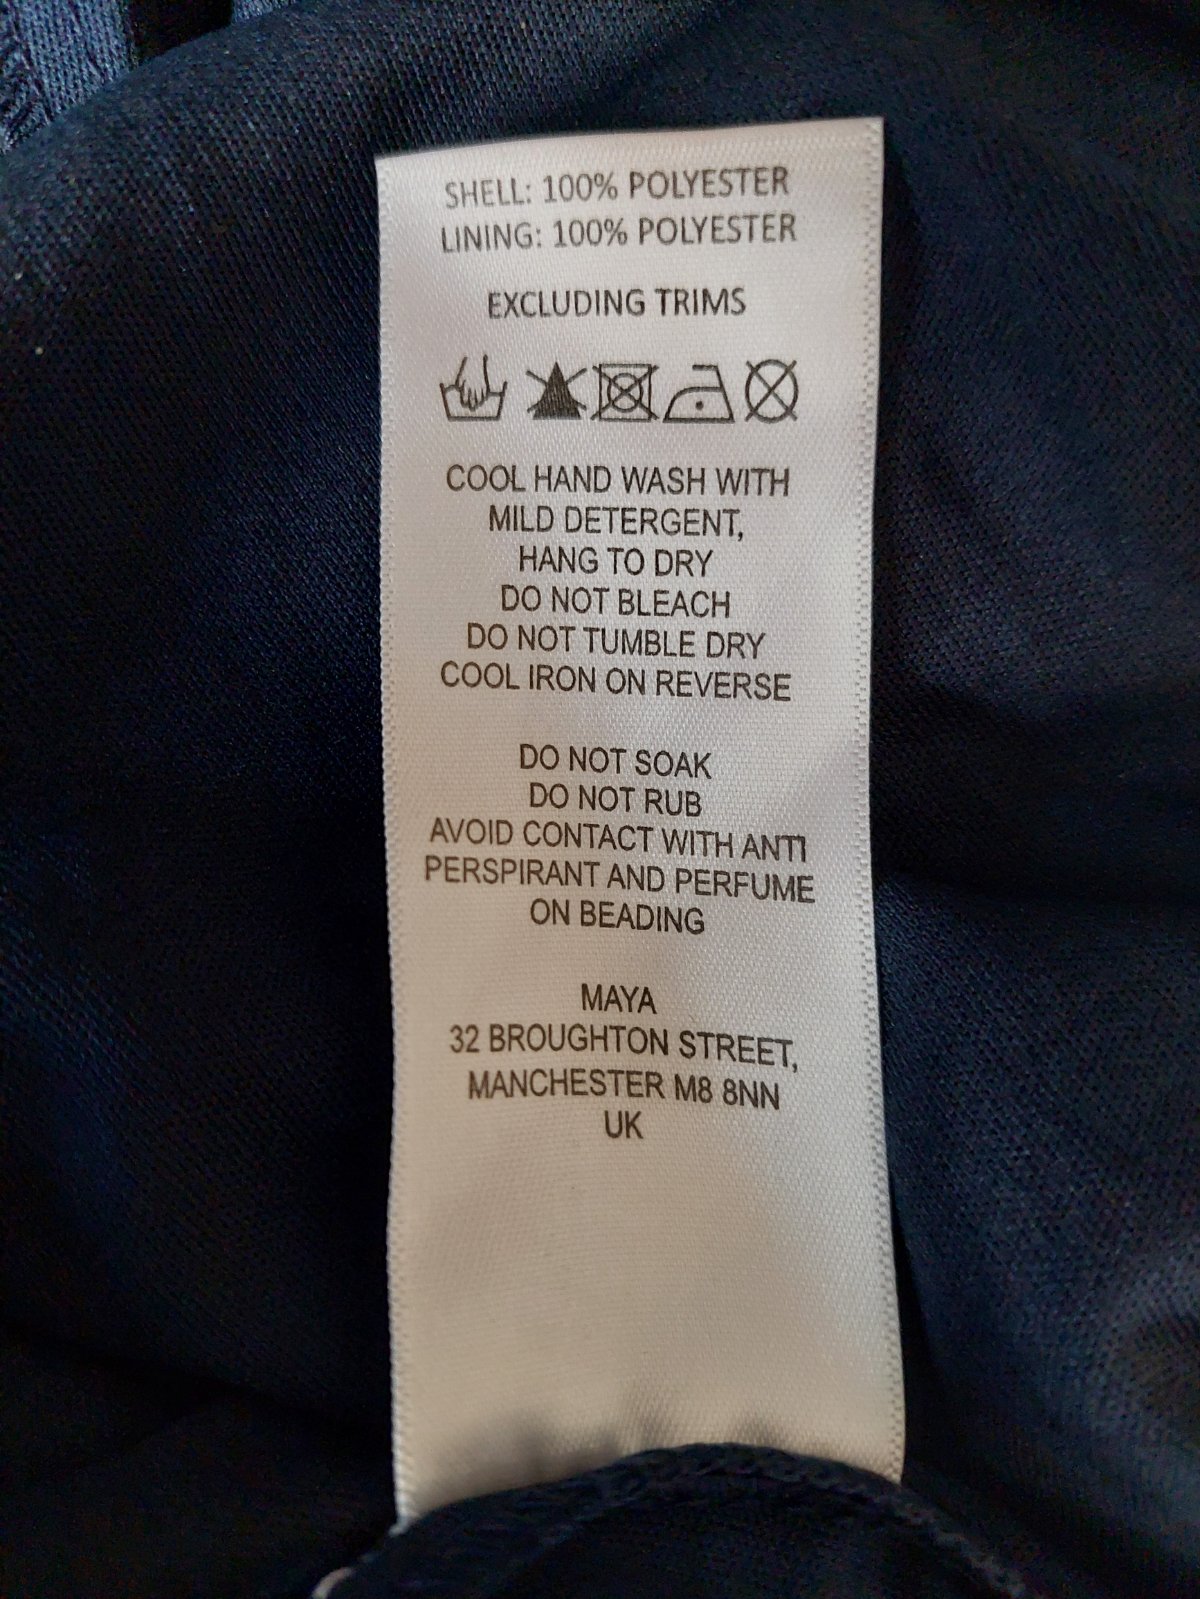 SHELL: 100% POLYESTER
LINING: 100% POLYESTER
EXCLUDING TRIMS
COOL HAND WASH WITH
MILD DETERGENT,
HANG TO DRY
DO NOT BLEACH
DO NOT TUMBLE DRY
COOL IRON ON REVERSE
DO NOT SOAK
DO NOT RUB
AVOID CONTACT WITH ANTI
PERSPIRANT AND PERFUME
ON BEADING
MAYA
32 BROUGHTON STREET,
MANCHESTER M8 8NN
UK